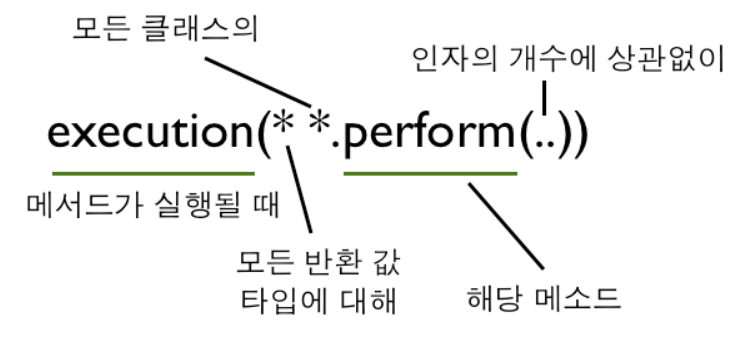 모든 클래스의
인자의 개수에 상관없이
execution(* *.perform(..))
메서드가 실행될 때
모든 반환 값
타입에 대해
해당 메소드